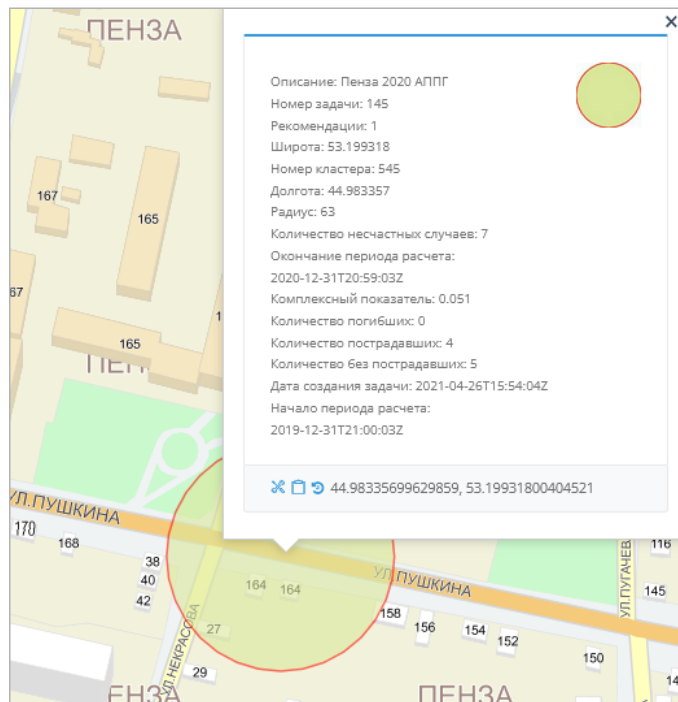 ПЕНЗА
Описание: Пенза 2020 АППГ
Номер задачи: 145
Рекомендации: 1
Широта: 53.199318
Номер кластера: 545
Долгота: 44.983357
Радиус: 63
Количество несчастных случаев: 7
Окончание периода расчета:
2020-12-31T20:59:03Z
Комплексный показатель: 0.051
Количество погибших: 0
Количество пострадавших: 4
Количество без пострадавших: 5
Дата создания задачи: 2021-04-26T15:54:04Z
Начало периода расчета:
2019-12-31T21:00:03Z
44.98335699629859, 53.19931800404521
167
165
67
165
УЛ.ПУШКИНА
170
168
38
40
42
164
164
УЛ.ПУШКИНА
158
156
154
152
150
116
145
УЛ.ПУГАЧЕВ
27
29
УЛ.НЕКРАСОВА
ПЕНЗА
ПЕНЗА